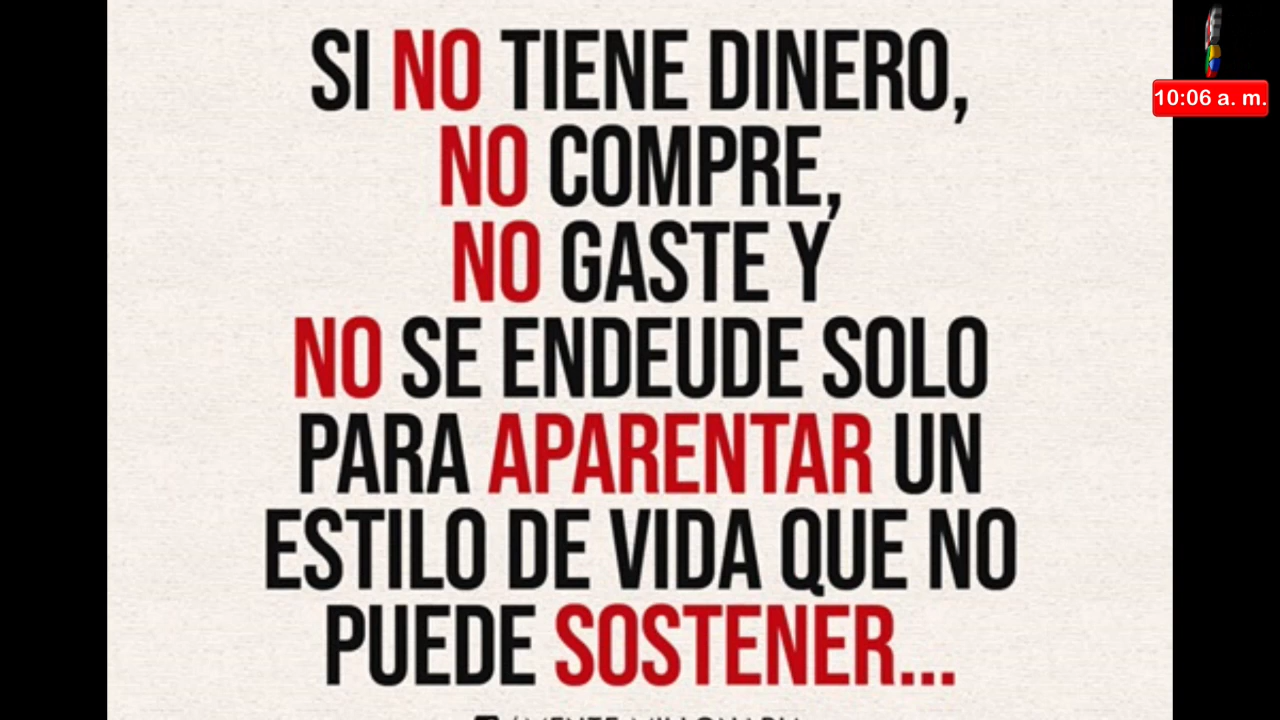 SI NO TIENE DINERO,
NO COMPRE,
NO GASTE Y
NO SE ENDEUDE SOLO
PARA APARENTAR UN
ESTILO DE VIDA QUE NO
PUEDE SOSTENER...
10:06 a. m.